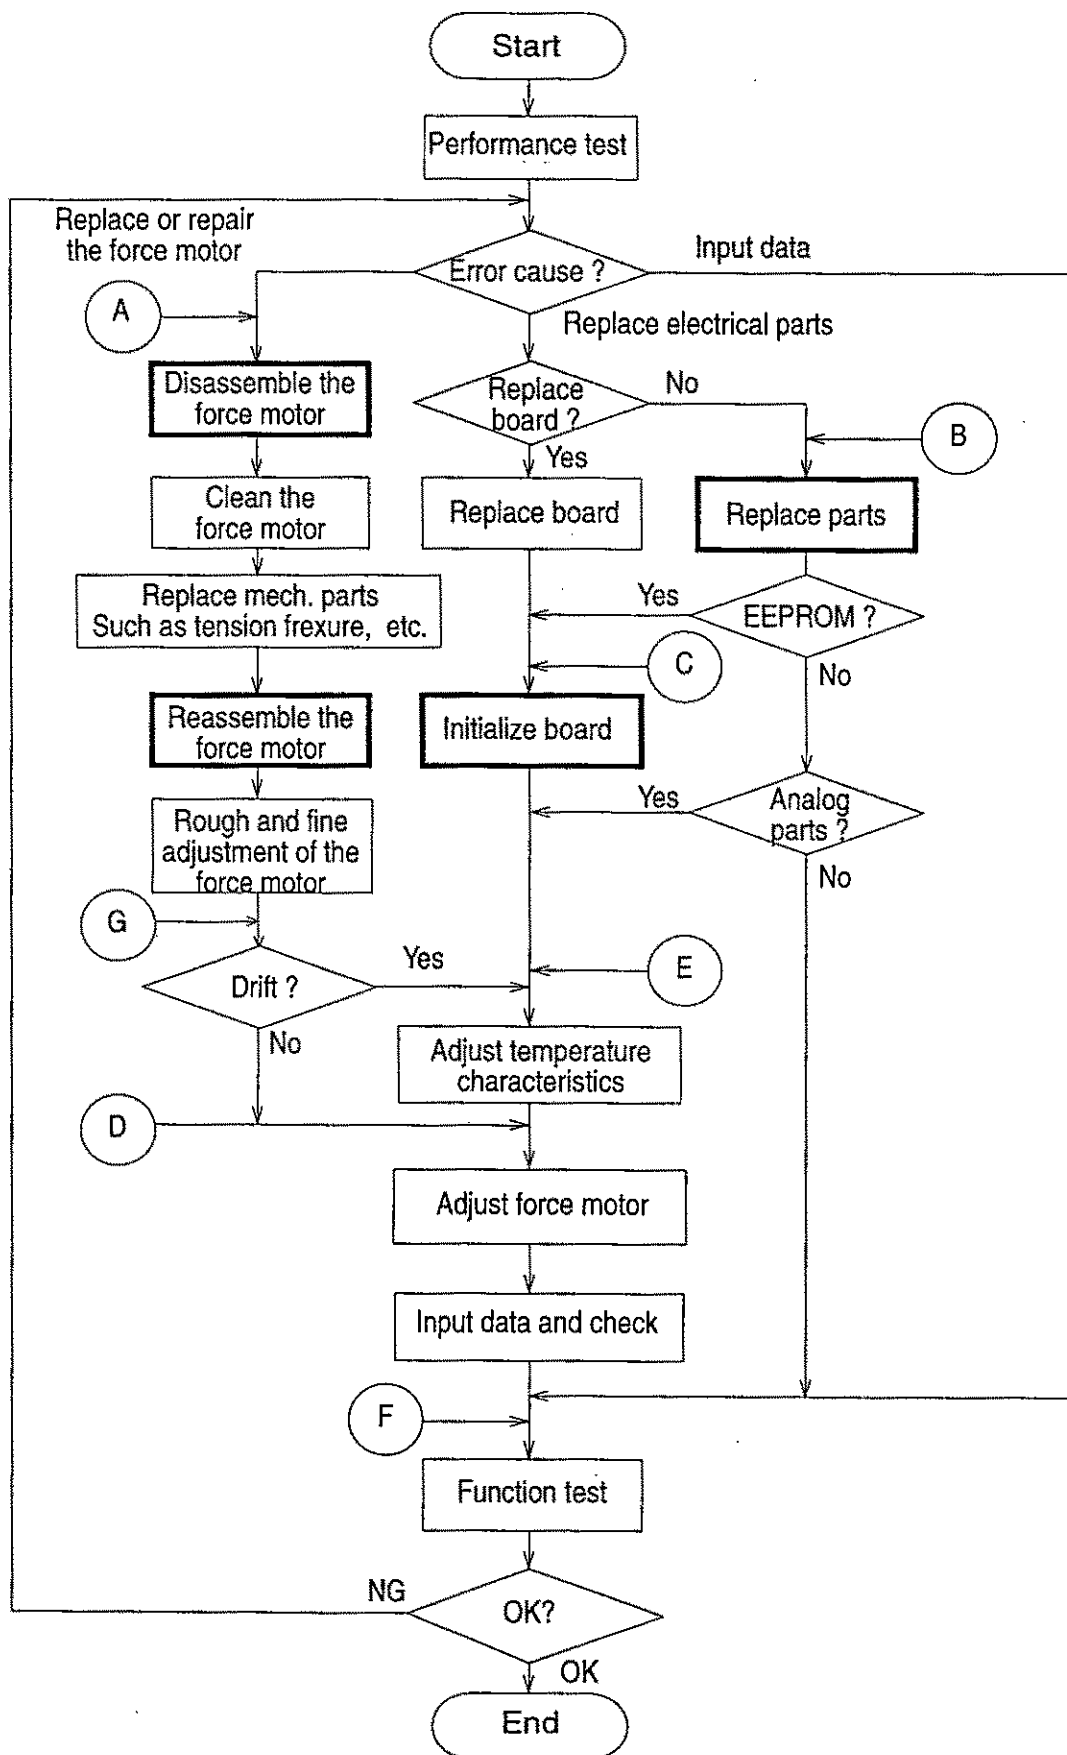 Start
Performance test
Replace or repair
the force motor
Error cause ?
Input data
A
Replace electrical parts
Disassemble the
force motor
Replace
board ?
No
B
Yes
Clean the
force motor
Replace board
Replace parts
Replace mech. parts
Such as tension frexure, etc.
Yes
EEPROM ?
C
No
Reassemble the
force motor
Initialize board
Yes
Analog
parts ?
Rough and fine
adjustment of the
force motor
No
G
Yes
E
Drift ?
No
Adjust temperature
characteristics
D
Adjust force motor
Input data and check
F
Function test
NG
OK?
OK
End